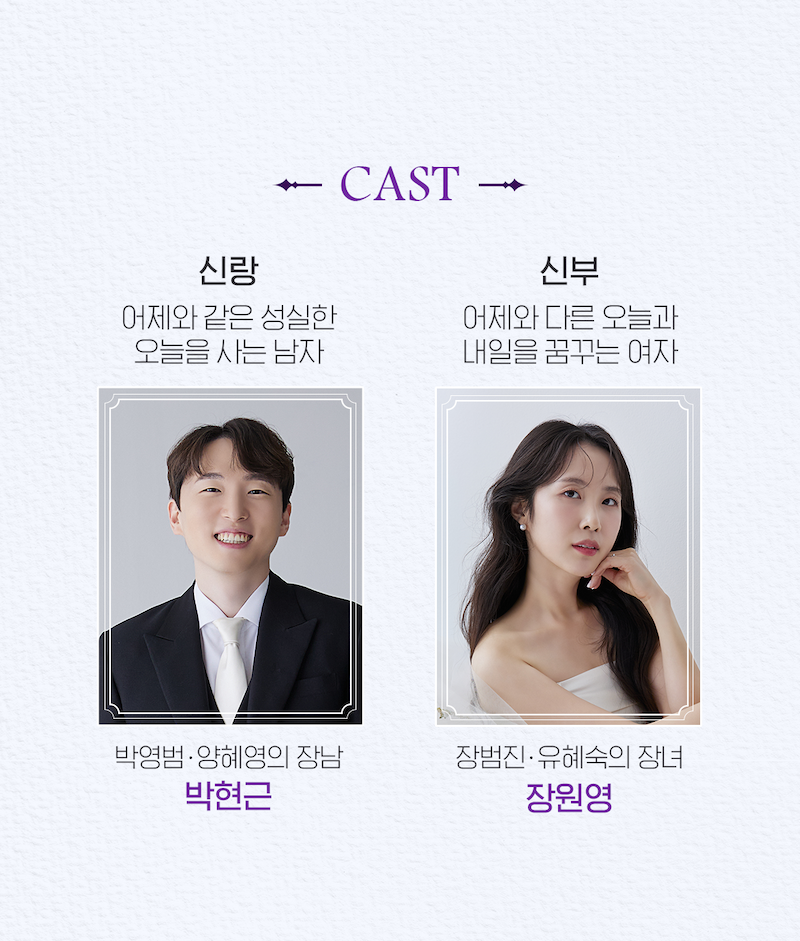 CAST
신랑
어제와 같은 성실한
오늘을 사는 남자
박영범·양혜영의 장남
박현근
신부
어제와 다른 오늘과
내일을 꿈꾸는 여자
장범진·유혜숙의 장녀
장원영